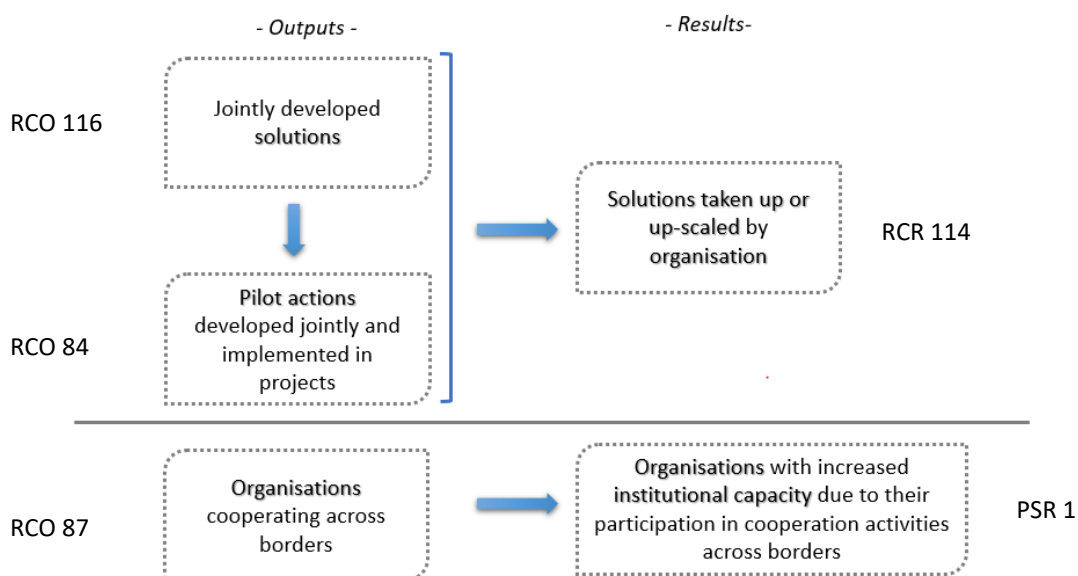 - Outputs -
- Results-
RCO 116
Jointly developed
solutions
Solutions taken up or
up-scaled by
organisation
RCR 114
RCO 84
Pilot actions
developed jointly and
implemented in
projects
RCO 87
Organisations
cooperating across
borders
Organisations with increased
institutional capacity due to their
participation in cooperation activities
across borders
PSR 1